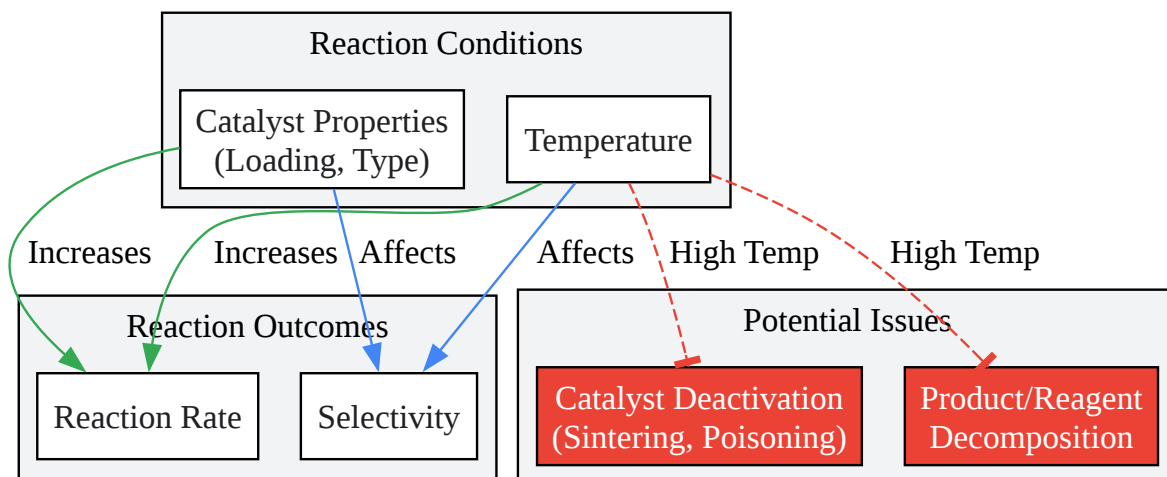 Reaction Conditions
Catalyst Properties
(Loading, Type)
Temperature
Increases
Increases
Affects
Affects
High Temp
High Temp
Reaction Outcomes
Potential Issues
Reaction Rate
Selectivity
Catalyst Deactivation
(Sintering, Poisoning)
Product/Reagent
Decomposition